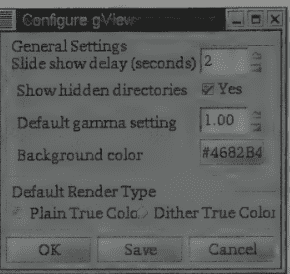 Configure gView
General Settings
Slide show delay (seconds) 2
Show hidden directories Yes
Default gamma setting 1.00
Background color #4682B4
Default Render Type
Plain True Colo Dither True Color
OK Save Cancel